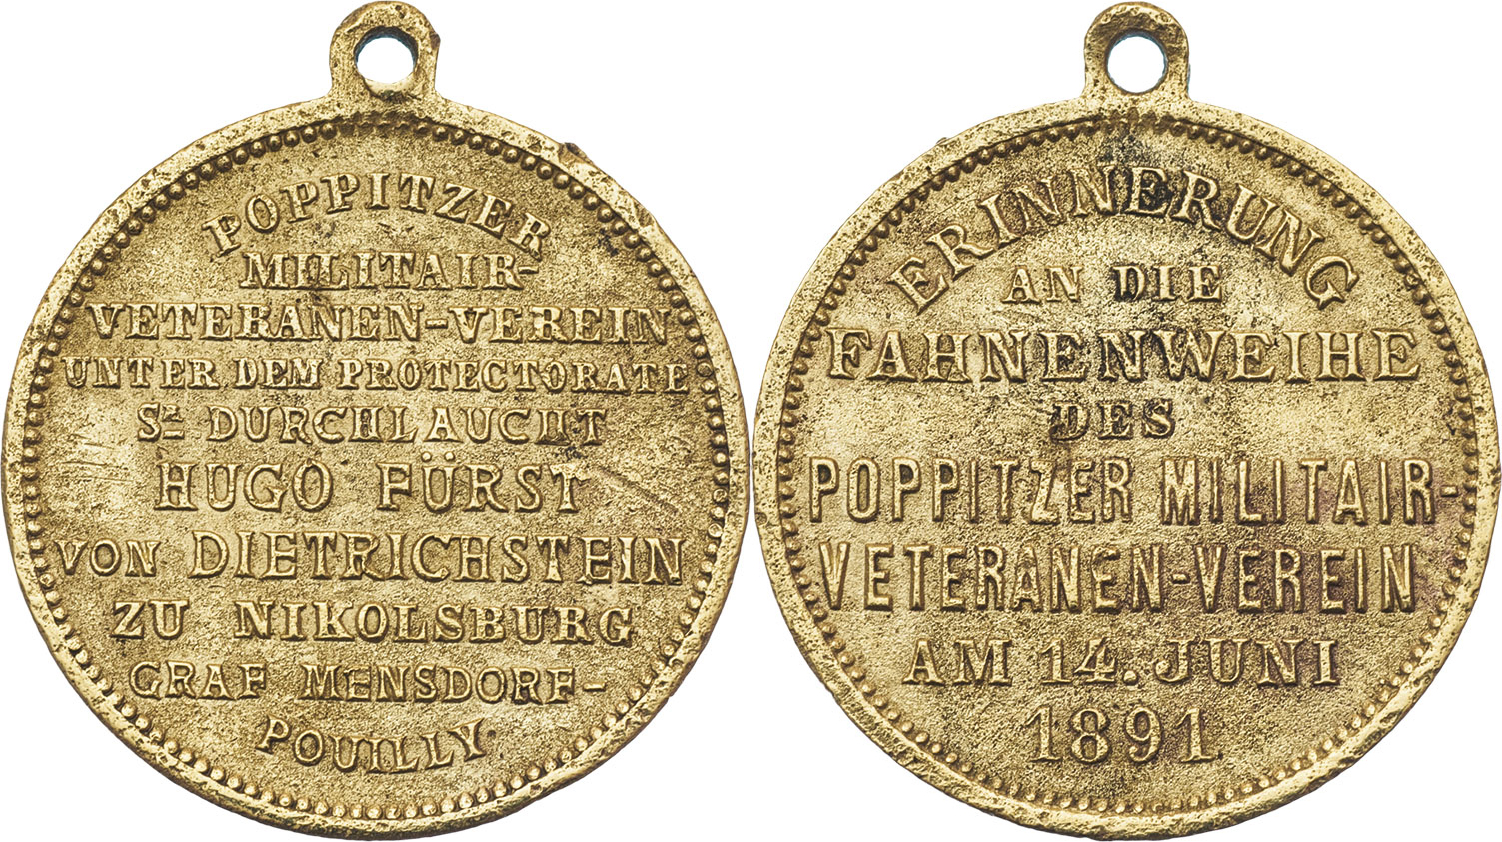 POPPITZER
MILITAIR-
VETERANEN-VEREIN
UNTER DEM PROTECTORATE
Sr DURCHLAUCHT
HUGO FÜRST
VON DIETRICHSTEIN
ZU NIKOLSBURG
GRAF MENSDORF-
POUILLY.
ERINNERUNG
AN DIE
FAHNENWEIHE
DES
POPPITZER MILITAIR-
VETERANEN-VEREIN
AM 14. JUNI
1891